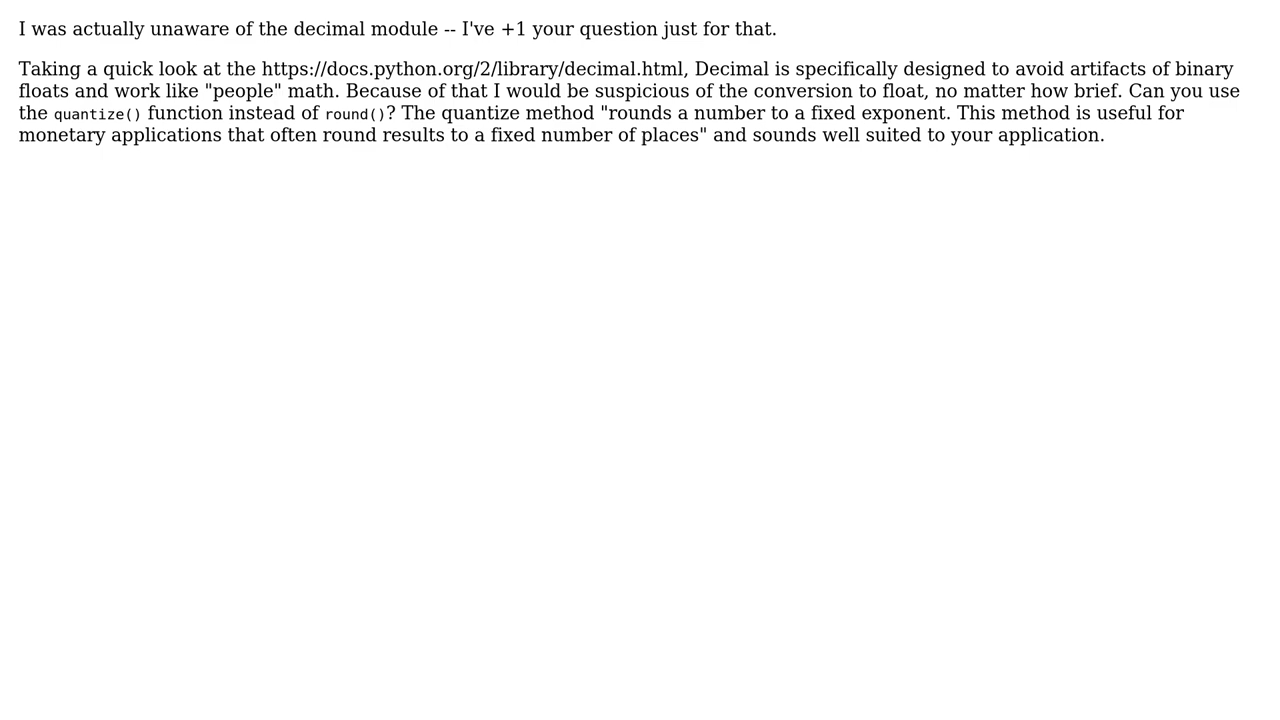 I was actually unaware of the decimal module -- I've +1 your question just for that.
Taking a quick look at the https://docs.python.org/2/library/decimal.html, Decimal is specifically designed to avoid artifacts of binary
floats and work like "people" math. Because of that I would be suspicious of the conversion to float, no matter how brief. Can you use
the quantize() function instead of round()? The quantize method "rounds a number to a fixed exponent. This method is useful for
monetary applications that often round results to a fixed number of places" and sounds well suited to your application.